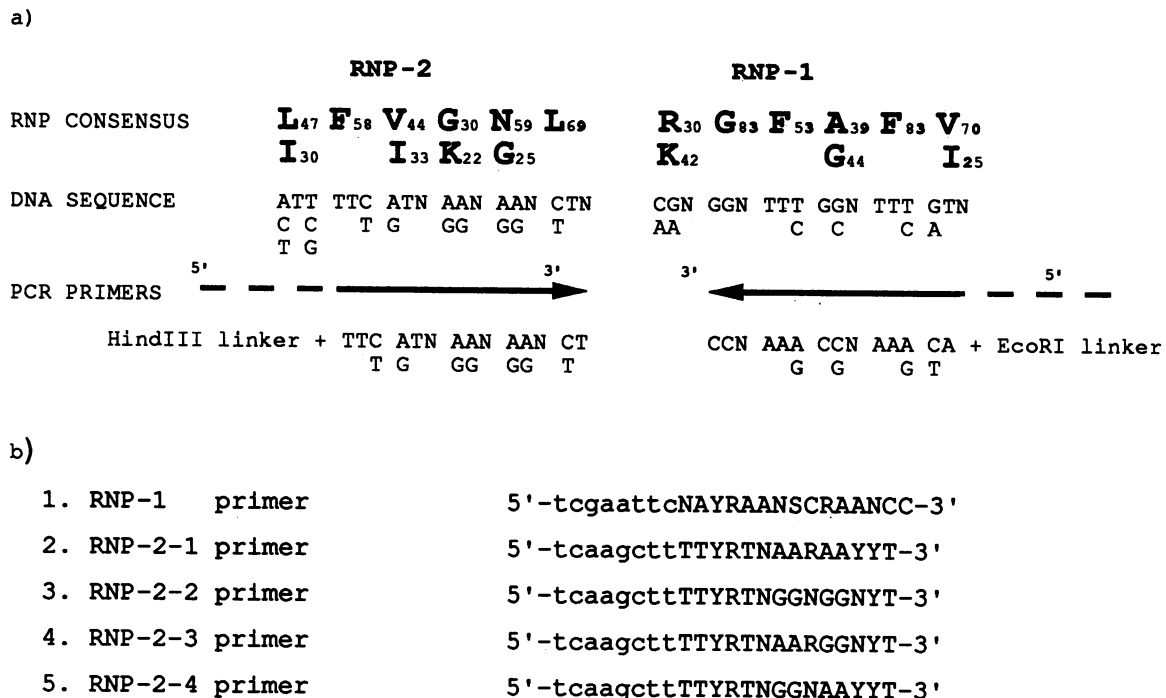 a)
RNP-2 RNP-1
RNP CONSENSUS L47 F58 V44 G30 N59 L69 R30 G83 F53 A39 F83 V70
I30 I33 K22 G25 K42 G44 I25
DNA SEQUENCE ATT TTC ATN AAN AAN CTN CGN GGN TTT GGN TTT GTN
C C T G GG GG T AA C C C A
T G
5' 3' 3' 5'
PCR PRIMERS
HindIII linker + TTC ATN AAN AAN CT CCN AAA CCN AAA CA + EcoRI linker
T G GG GG T G G G T
b)
1. RNP-1 primer 5'-tcgaattcNAYRAANSCRAANCC-3'
2. RNP-2-1 primer 5'-tcaagcttTTYRTNAARAAYYT-3'
3. RNP-2-2 primer 5'-tcaagcttTTYRTNGGNGGNYT-3'
4. RNP-2-3 primer 5'-tcaagcttTTYRTNAARGGNYT-3'
5. RNP-2-4 primer 5'-tcaagcttTTYRTNGGNAAYYT-3'